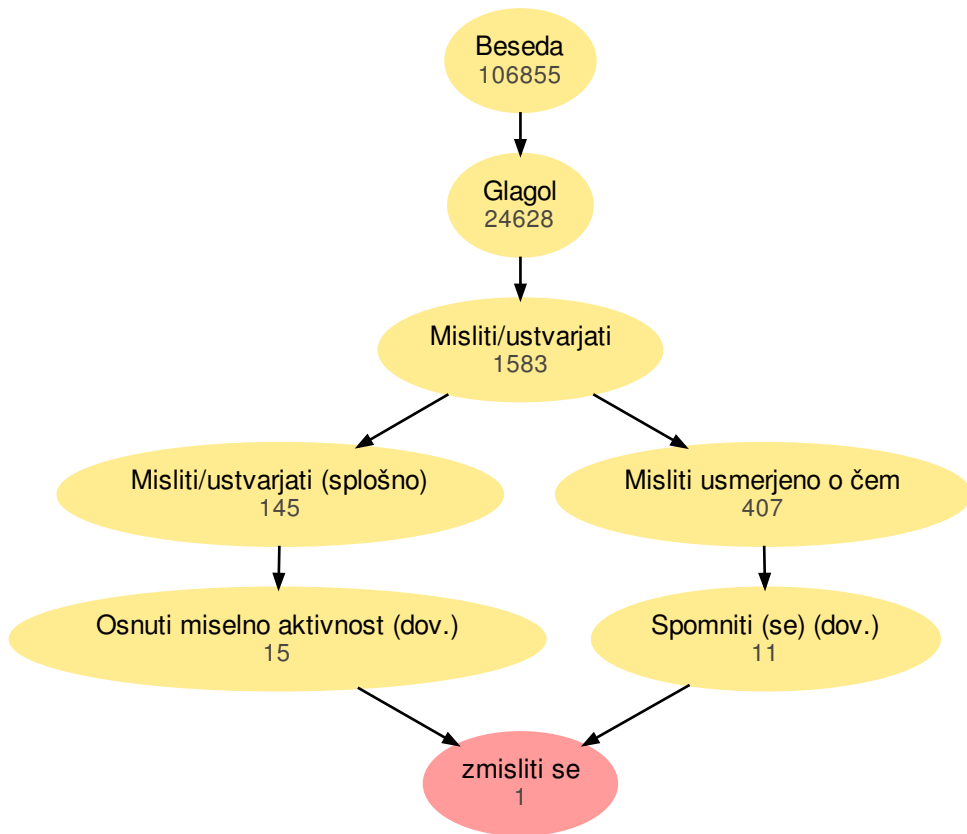 Beseda
106855
Glagol
24628
Misliti/ustvarjati
1583
Misliti/ustvarjati (splošno)
145
Misliti usmerjeno o čem
407
Osnuti miselno aktivnost (dov.)
15
Spomniti (se) (dov.)
11
zmisliti se
1